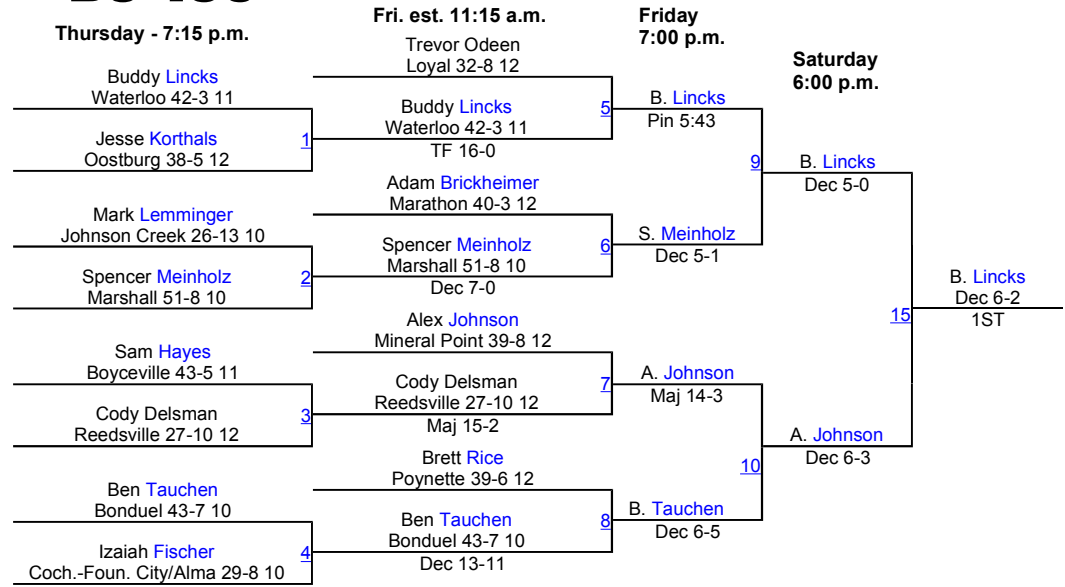 Thursday - 7:15 p.m.
Buddy Lincks
Waterloo 42-3 11
Jesse Korthals
Oostburg 38-5 12
1
Mark Lemminger
Johnson Creek 26-13 10
Spencer Meinholz
Marshall 51-8 10
2
Sam Hayes
Boyceville 43-5 11
Cody Delsman
Reedsville 27-10 12
3
Ben Tauchen
Bonduel 43-7 10
Izaiah Fischer
Coch.-Foun. City/Alma 29-8 10
4
Fri. est. 11:15 a.m.
Trevor Odeen
Loyal 32-8 12
Buddy Lincks
Waterloo 42-3 11
TF 16-0
5
Adam Brickheimer
Marathon 40-3 12
Spencer Meinholz
Marshall 51-8 10
Dec 7-0
6
Alex Johnson
Mineral Point 39-8 12
Cody Delsman
Reedsville 27-10 12
Maj 15-2
7
Brett Rice
Poynette 39-6 12
Ben Tauchen
Bonduel 43-7 10
Dec 13-11
8
Friday
7:00 p.m.
B. Lincks
Pin 5:43
9
S. Meinholz
Dec 5-1
A. Johnson
Maj 14-3
10
B. Tauchen
Dec 6-5
Saturday
6:00 p.m.
B. Lincks
Dec 5-0
15
A. Johnson
Dec 6-3
B. Lincks
Dec 6-2
1ST